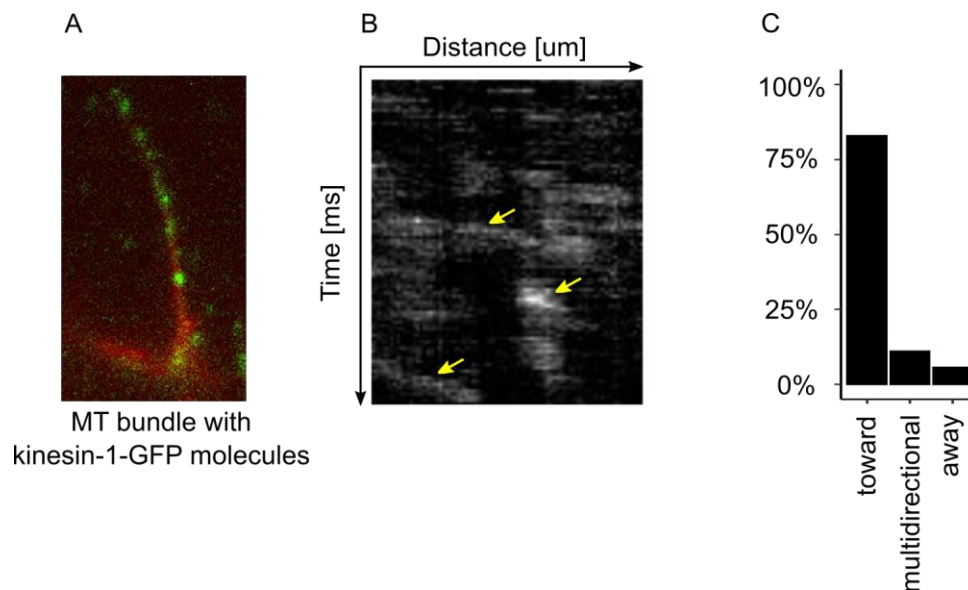 A
MT bundle with
kinesin-1-GFP molecules
B
Distance [um]
Time [ms]
C
100%
75%
50%
25%
0%
toward
multidirectional
away